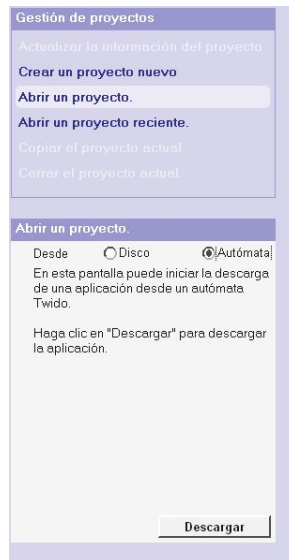 Gestión de proyectos
Actualizar la información del proyecto
Crear un proyecto nuevo
Abrir un proyecto.
Abrir un proyecto reciente.
Copiar el proyecto actual
Cerrar el proyecto actual.
Abrir un proyecto.
Desde Disco Autómata
En esta pantalla puede iniciar la descarga
de una aplicación desde un autómata
Twido.
Haga clic en "Descargar" para descargar
la aplicación.
Descargar